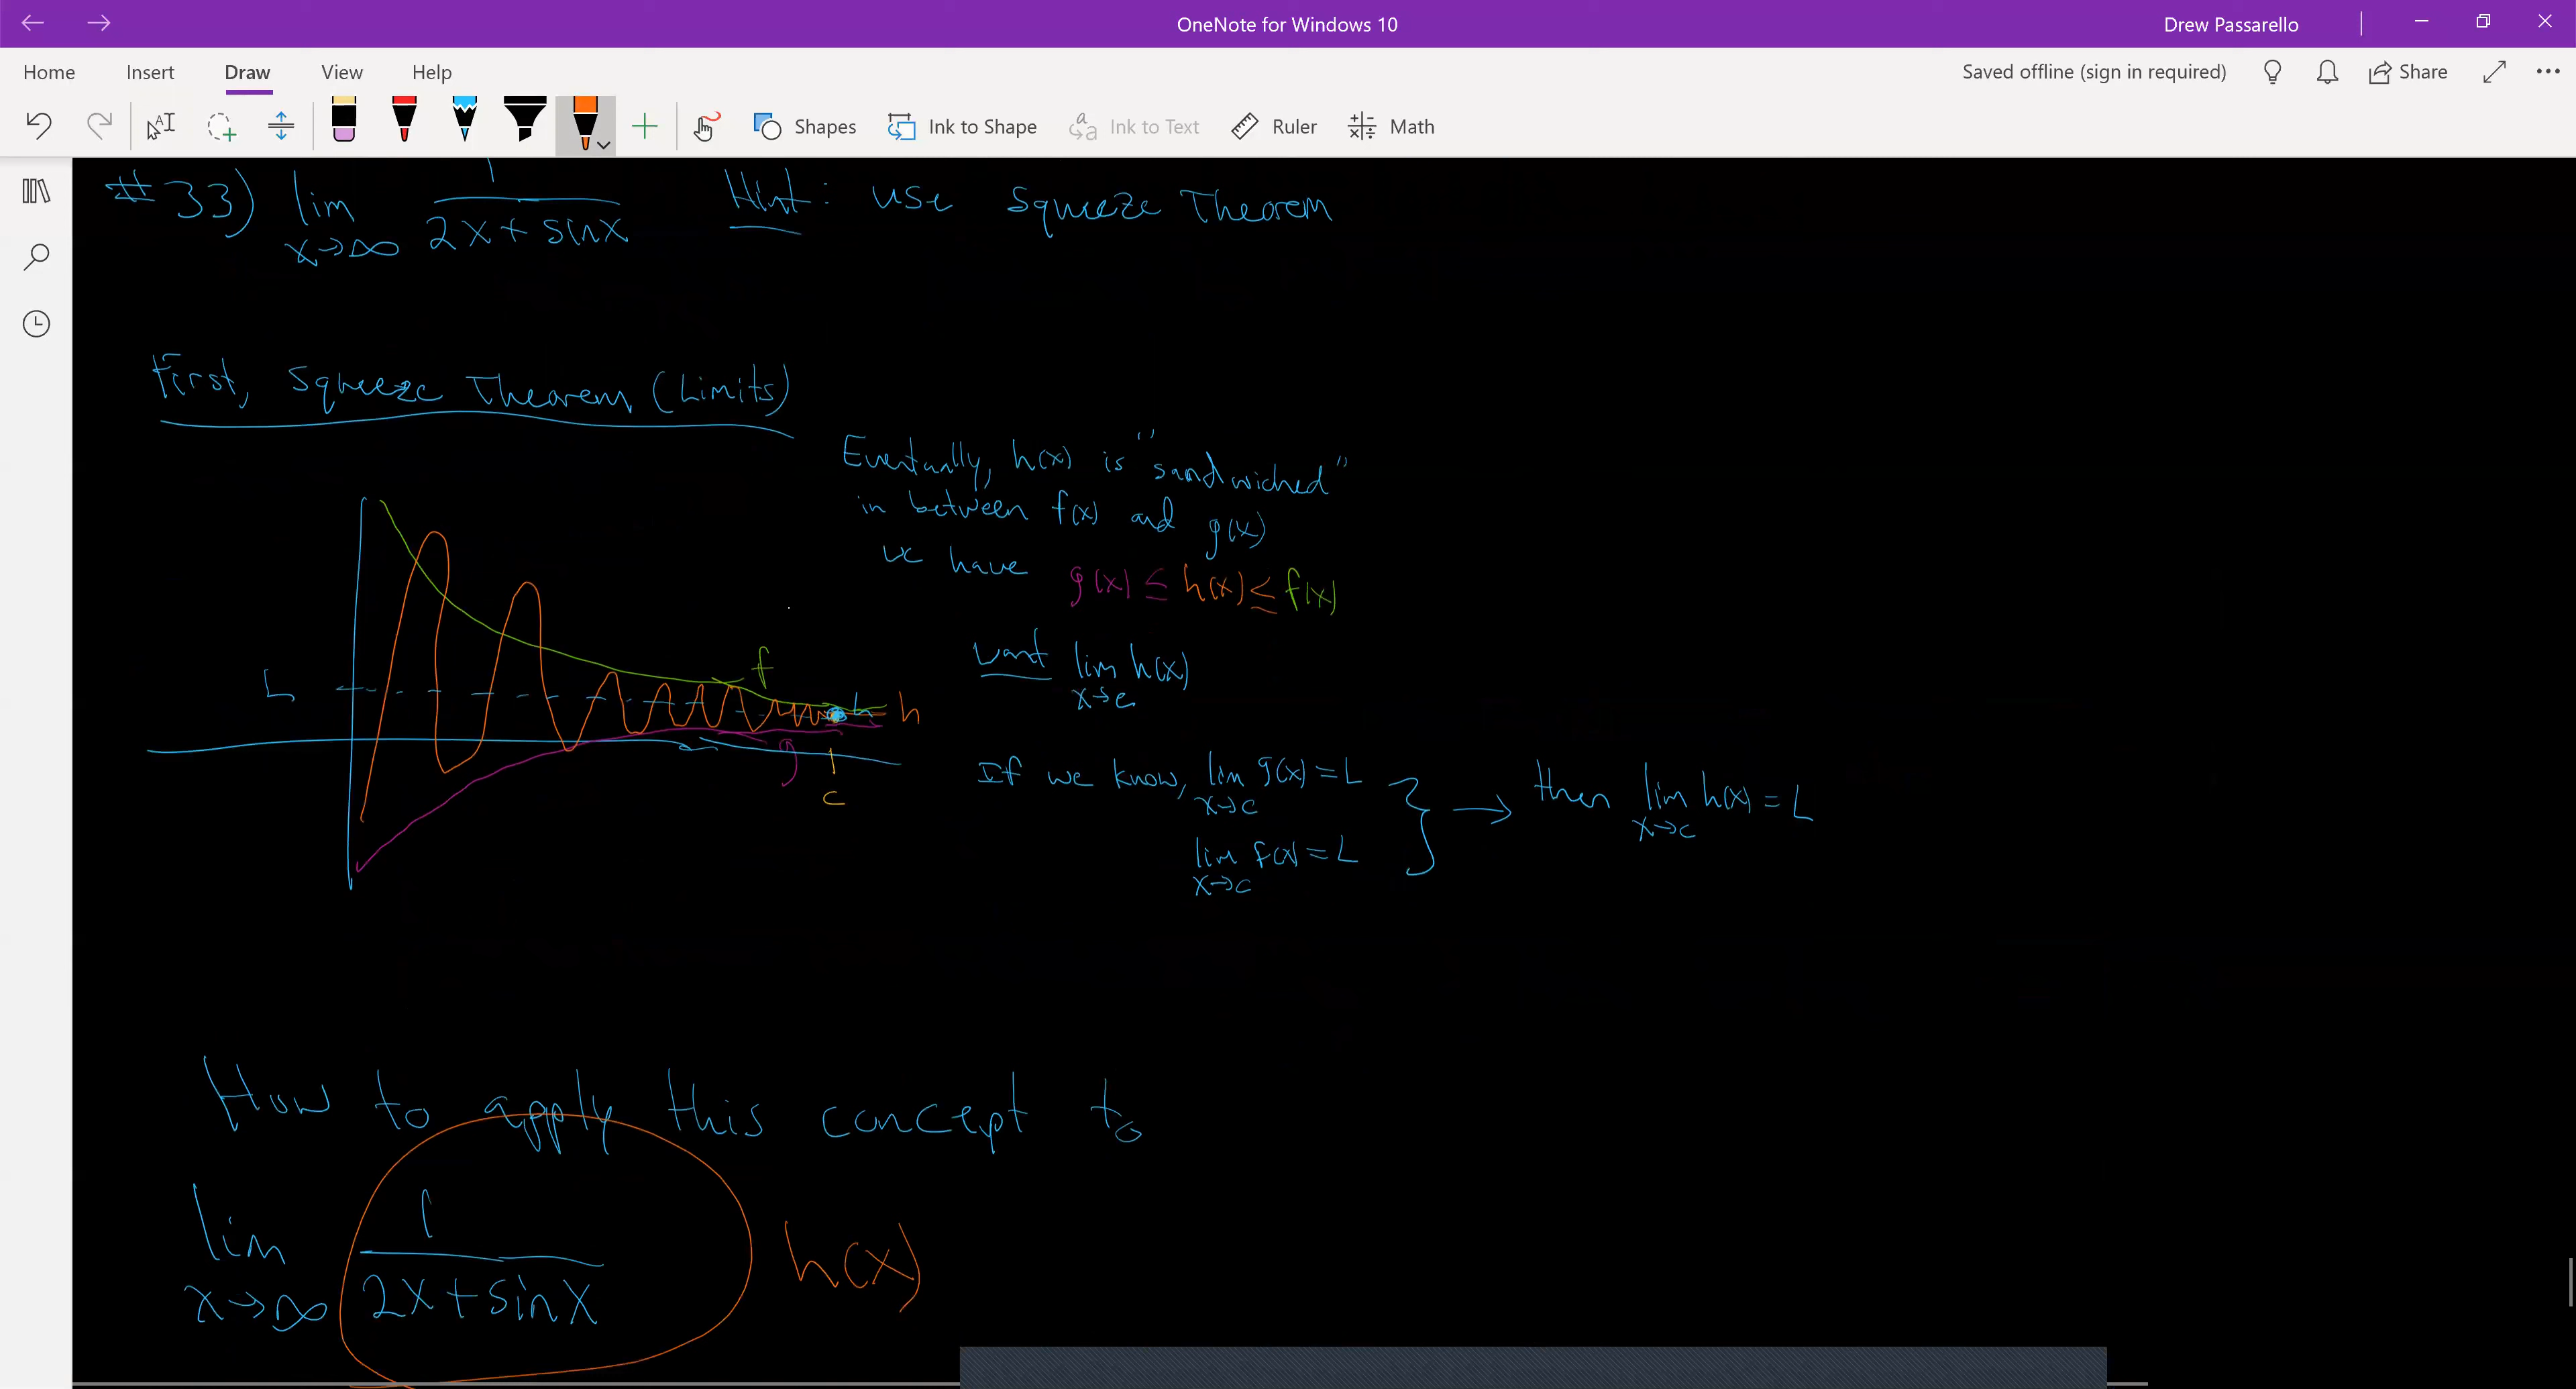 OneNote for Windows 10
Drew Passarello
Home Insert Draw View Help
Saved offline (sign in required) Share
Shapes Ink to Shape Ink to Text Ruler Math
#33) lim x→∞ 1/(2x + sinx) Hint: use Squeeze Theorem
First, Squeeze Theorem (Limits)
Eventually, h(x) is "sandwiched"
in between f(x) and g(x)
we have g(x) ≤ h(x) ≤ f(x)
want lim x→c h(x)
L
f
h
g
c
If we know, lim x→c g(x) = L
lim x→c f(x) = L
} → then lim x→c h(x) = L
How to apply this concept to
lim x→∞ 1/(2x + sinx) h(x)